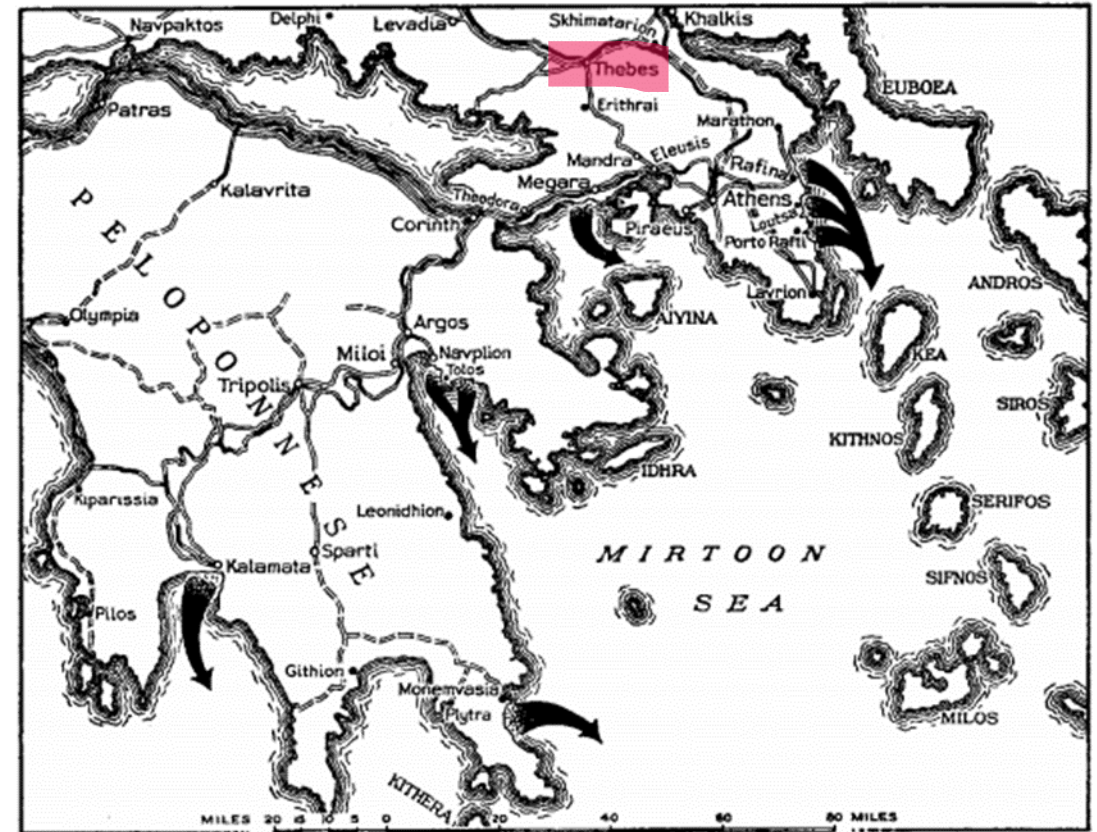 Delphi
Levadia
Skhimatarion
Khalkis
Navpaktos
Thebes
EUBOEA
Patras
Erithrai
Marathon
Mandra
Eleusis
Rafina
Megara
Kalavrita
Theodora
Athens
Corinth
Loutsa
Piraeus
Porto Rafti
PELOPONNESE
Lavrion
ANDROS
Olympia
AIYINA
Argos
Miloi
Navplion
KEA
Tolos
Tripolis
SIROS
KITHNOS
IDHRA
Kiparissia
SERIFOS
Leonidhion
MIRTOON
SEA
Sparti
Kalamata
SIFNOS
Pilos
Githion
Monemvasia
Plytra
MILOS
KITHERA
MILES 20 15 10 5 0 20 40 60 80 MILES